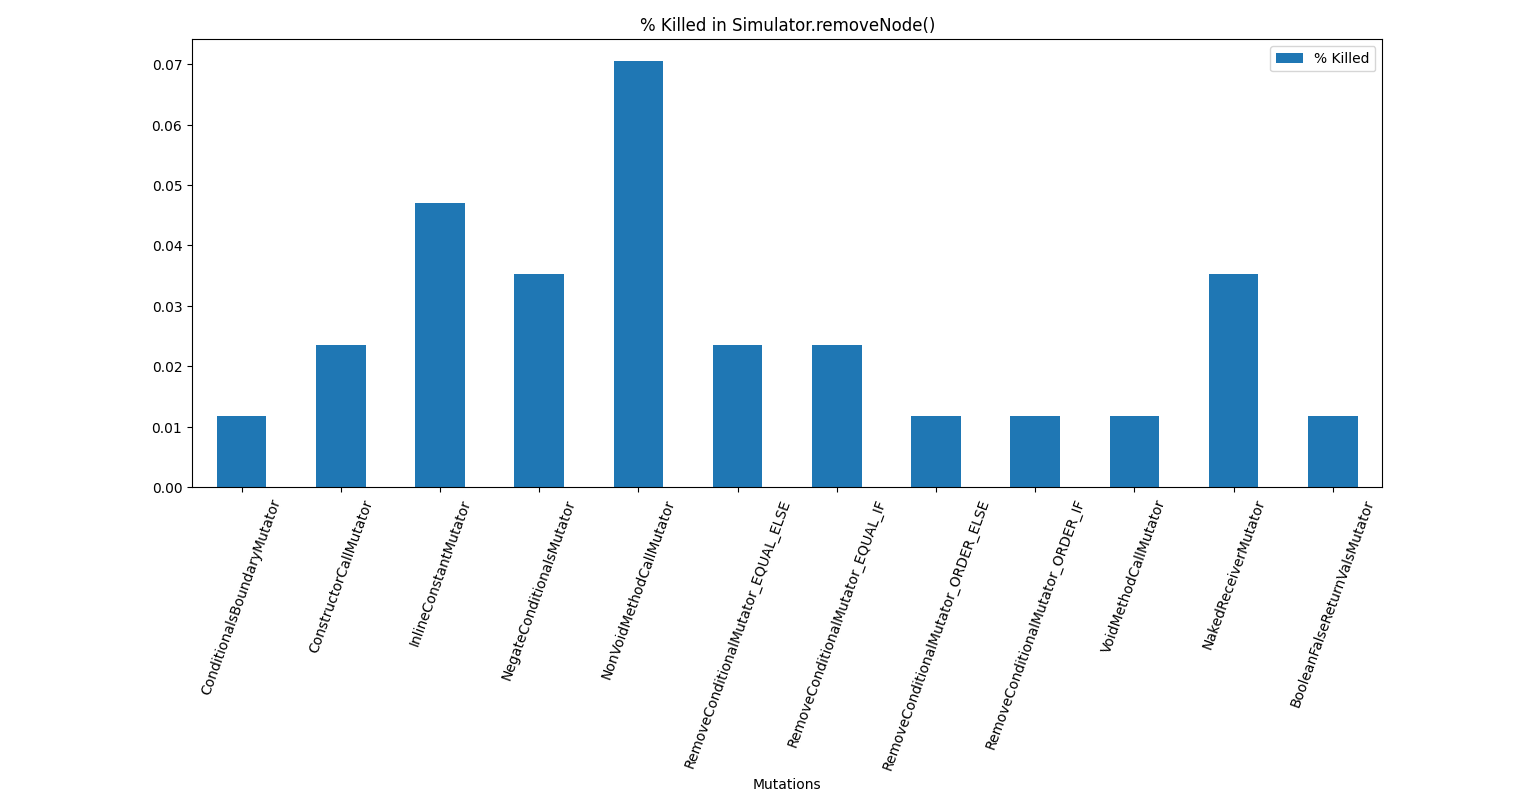 % Killed in Simulator.removeNode()
% Killed
0.07
0.06
0.05
0.04
0.03
0.02
0.01
0.00
ConditionalsBoundaryMutator
ConstructorCallMutator
InlineConstantMutator
NegateConditionalsMutator
NonVoidMethodCallMutator
RemoveConditionalMutator_EQUAL_ELSE
RemoveConditionalMutator_EQUAL_IF
RemoveConditionalMutator_ORDER_ELSE
RemoveConditionalMutator_ORDER_IF
VoidMethodCallMutator
NakedReceiverMutator
BooleanFalseReturnValsMutator
Mutations